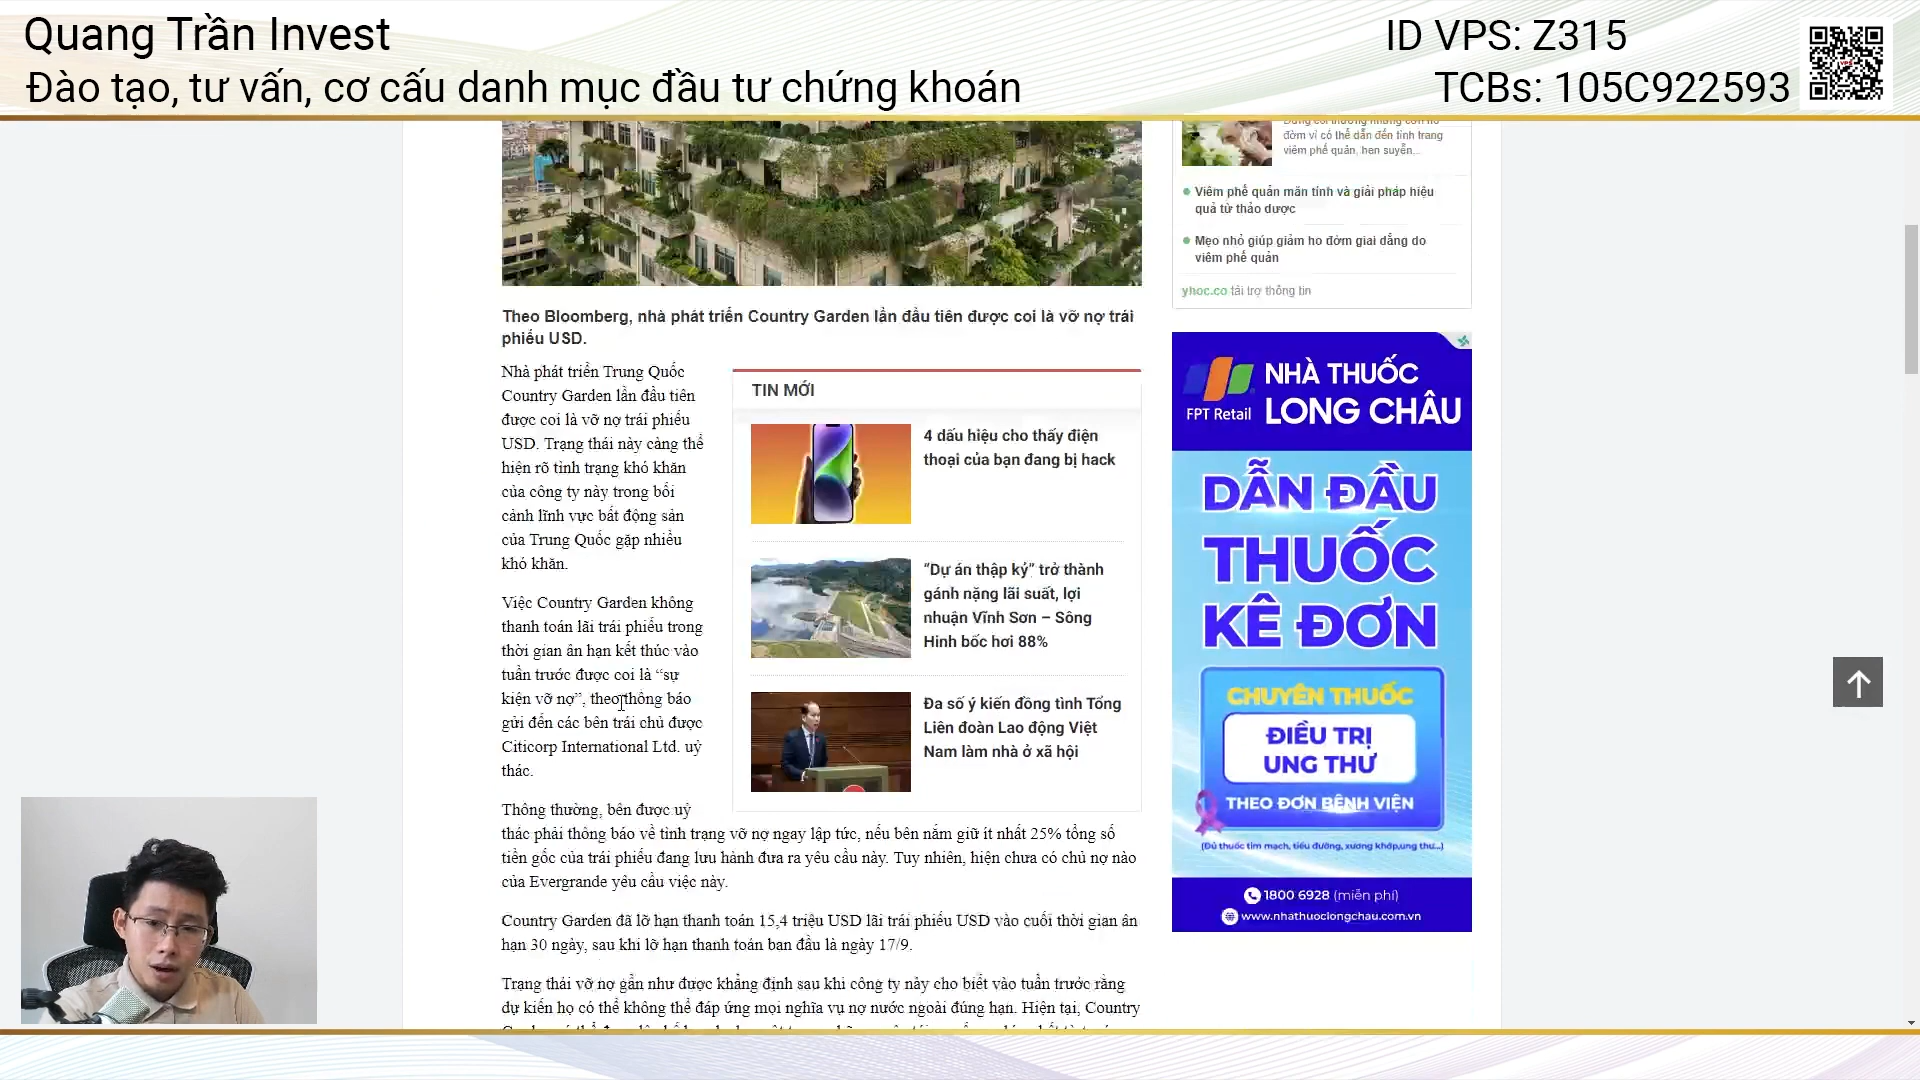 Quang Trần Invest
Đào tạo, tư vấn, cơ cấu danh mục đầu tư chứng khoán
ID VPS: Z315
TCBs: 105C922593
Theo Bloomberg, nhà phát triển Country Garden lần đầu tiên được coi là vỡ nợ trái
phiếu USD.
Nhà phát triển Trung Quốc
Country Garden lần đầu tiên
được coi là vỡ nợ trái phiếu
USD. Trạng thái này càng thể
hiện rõ tình trạng khó khăn
của công ty này trong bối
cảnh lĩnh vực bất động sản
của Trung Quốc gặp nhiều
khó khăn.
Việc Country Garden không
thanh toán lãi trái phiếu trong
thời gian ân hạn kết thúc vào
tuần trước được coi là “sự
kiện vỡ nợ”, theo thông báo
gửi đến các bên trái chủ được
Citicorp International Ltd. uỷ
thác.
Thông thường, bên được uỷ
thác phải thông báo về tình trạng vỡ nợ ngay lập tức, nếu bên nắm giữ ít nhất 25% tổng số
tiền gốc của trái phiếu đang lưu hành đưa ra yêu cầu này. Tuy nhiên, hiện chưa có chủ nợ nào
của Evergrande yêu cầu việc này.
Country Garden đã lỡ hạn thanh toán 15,4 triệu USD lãi trái phiếu USD vào cuối thời gian ân
hạn 30 ngày, sau khi lỡ hạn thanh toán ban đầu là ngày 17/9.
Trạng thái vỡ nợ gần như được khẳng định sau khi công ty này cho biết vào tuần trước rằng
dự kiến họ có thể không thể đáp ứng mọi nghĩa vụ nợ nước ngoài đúng hạn. Hiện tại, Country
TIN MỚI
4 dấu hiệu cho thấy điện
thoại của bạn đang bị hack
“Dự án thập kỷ” trở thành
gánh nặng lãi suất, lợi
nhuận Vĩnh Sơn – Sông
Hinh bốc hơi 88%
Đa số ý kiến đồng tình Tổng
Liên đoàn Lao động Việt
Nam làm nhà ở xã hội
đờm vì có thể dẫn đến tình trạng
viêm phế quản, hen suyễn,...
Viêm phế quản mãn tính và giải pháp hiệu
quả từ thảo dược
Mẹo nhỏ giúp giảm ho đờm giai dẳng do
viêm phế quản
yhoc.co tài trợ thông tin
FPT Retail
NHÀ THUỐC
LONG CHÂU
DẪN ĐẦU
THUỐC
KÊ ĐƠN
CHUYÊN THUỐC
ĐIỀU TRỊ
UNG THƯ
THEO ĐƠN BỆNH VIỆN
(Đủ thuốc tim mạch, tiểu đường, xương khớp,ung thư...)
1800 6928 (miễn phí)
www.nhathuoclongchau.com.vn